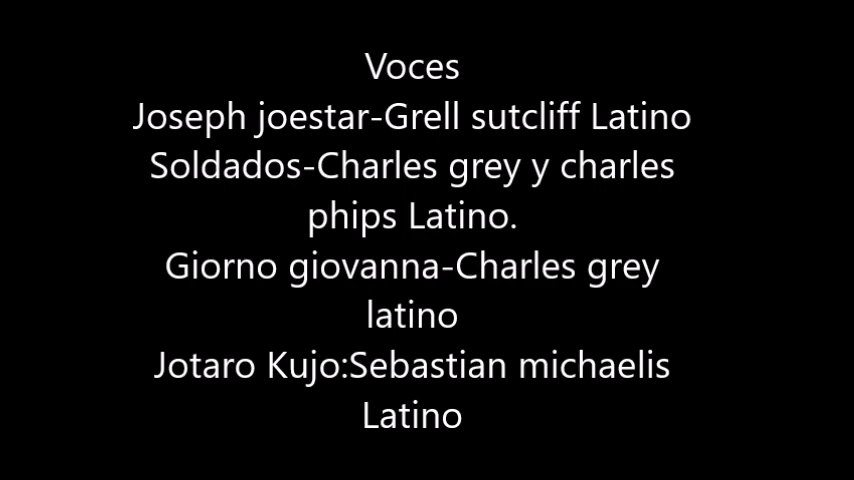 Voces
Joseph joestar-Grell sutcliff Latino
Soldados-Charles grey y charles
phips Latino.
Giorno giovanna-Charles grey
latino
Jotaro Kujo:Sebastian michaelis
Latino